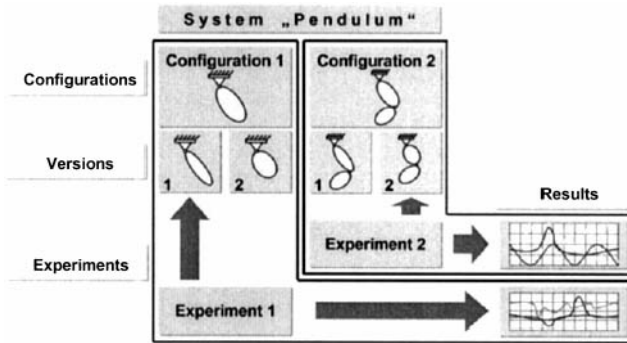 System „Pendulum“
Configurations
Configuration 1
Configuration 2
Versions
1
2
1
2
Results
Experiments
Experiment 2
Experiment 1